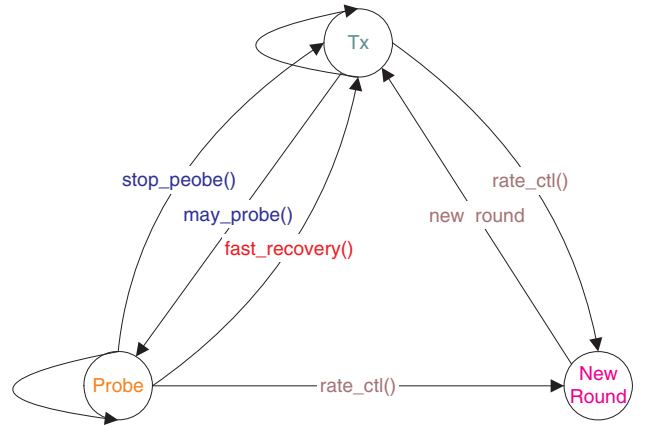 Tx
stop_peobe()
rate_ctl()
may_probe()
new round
fast_recovery()
Probe
rate_ctl()
New
Round